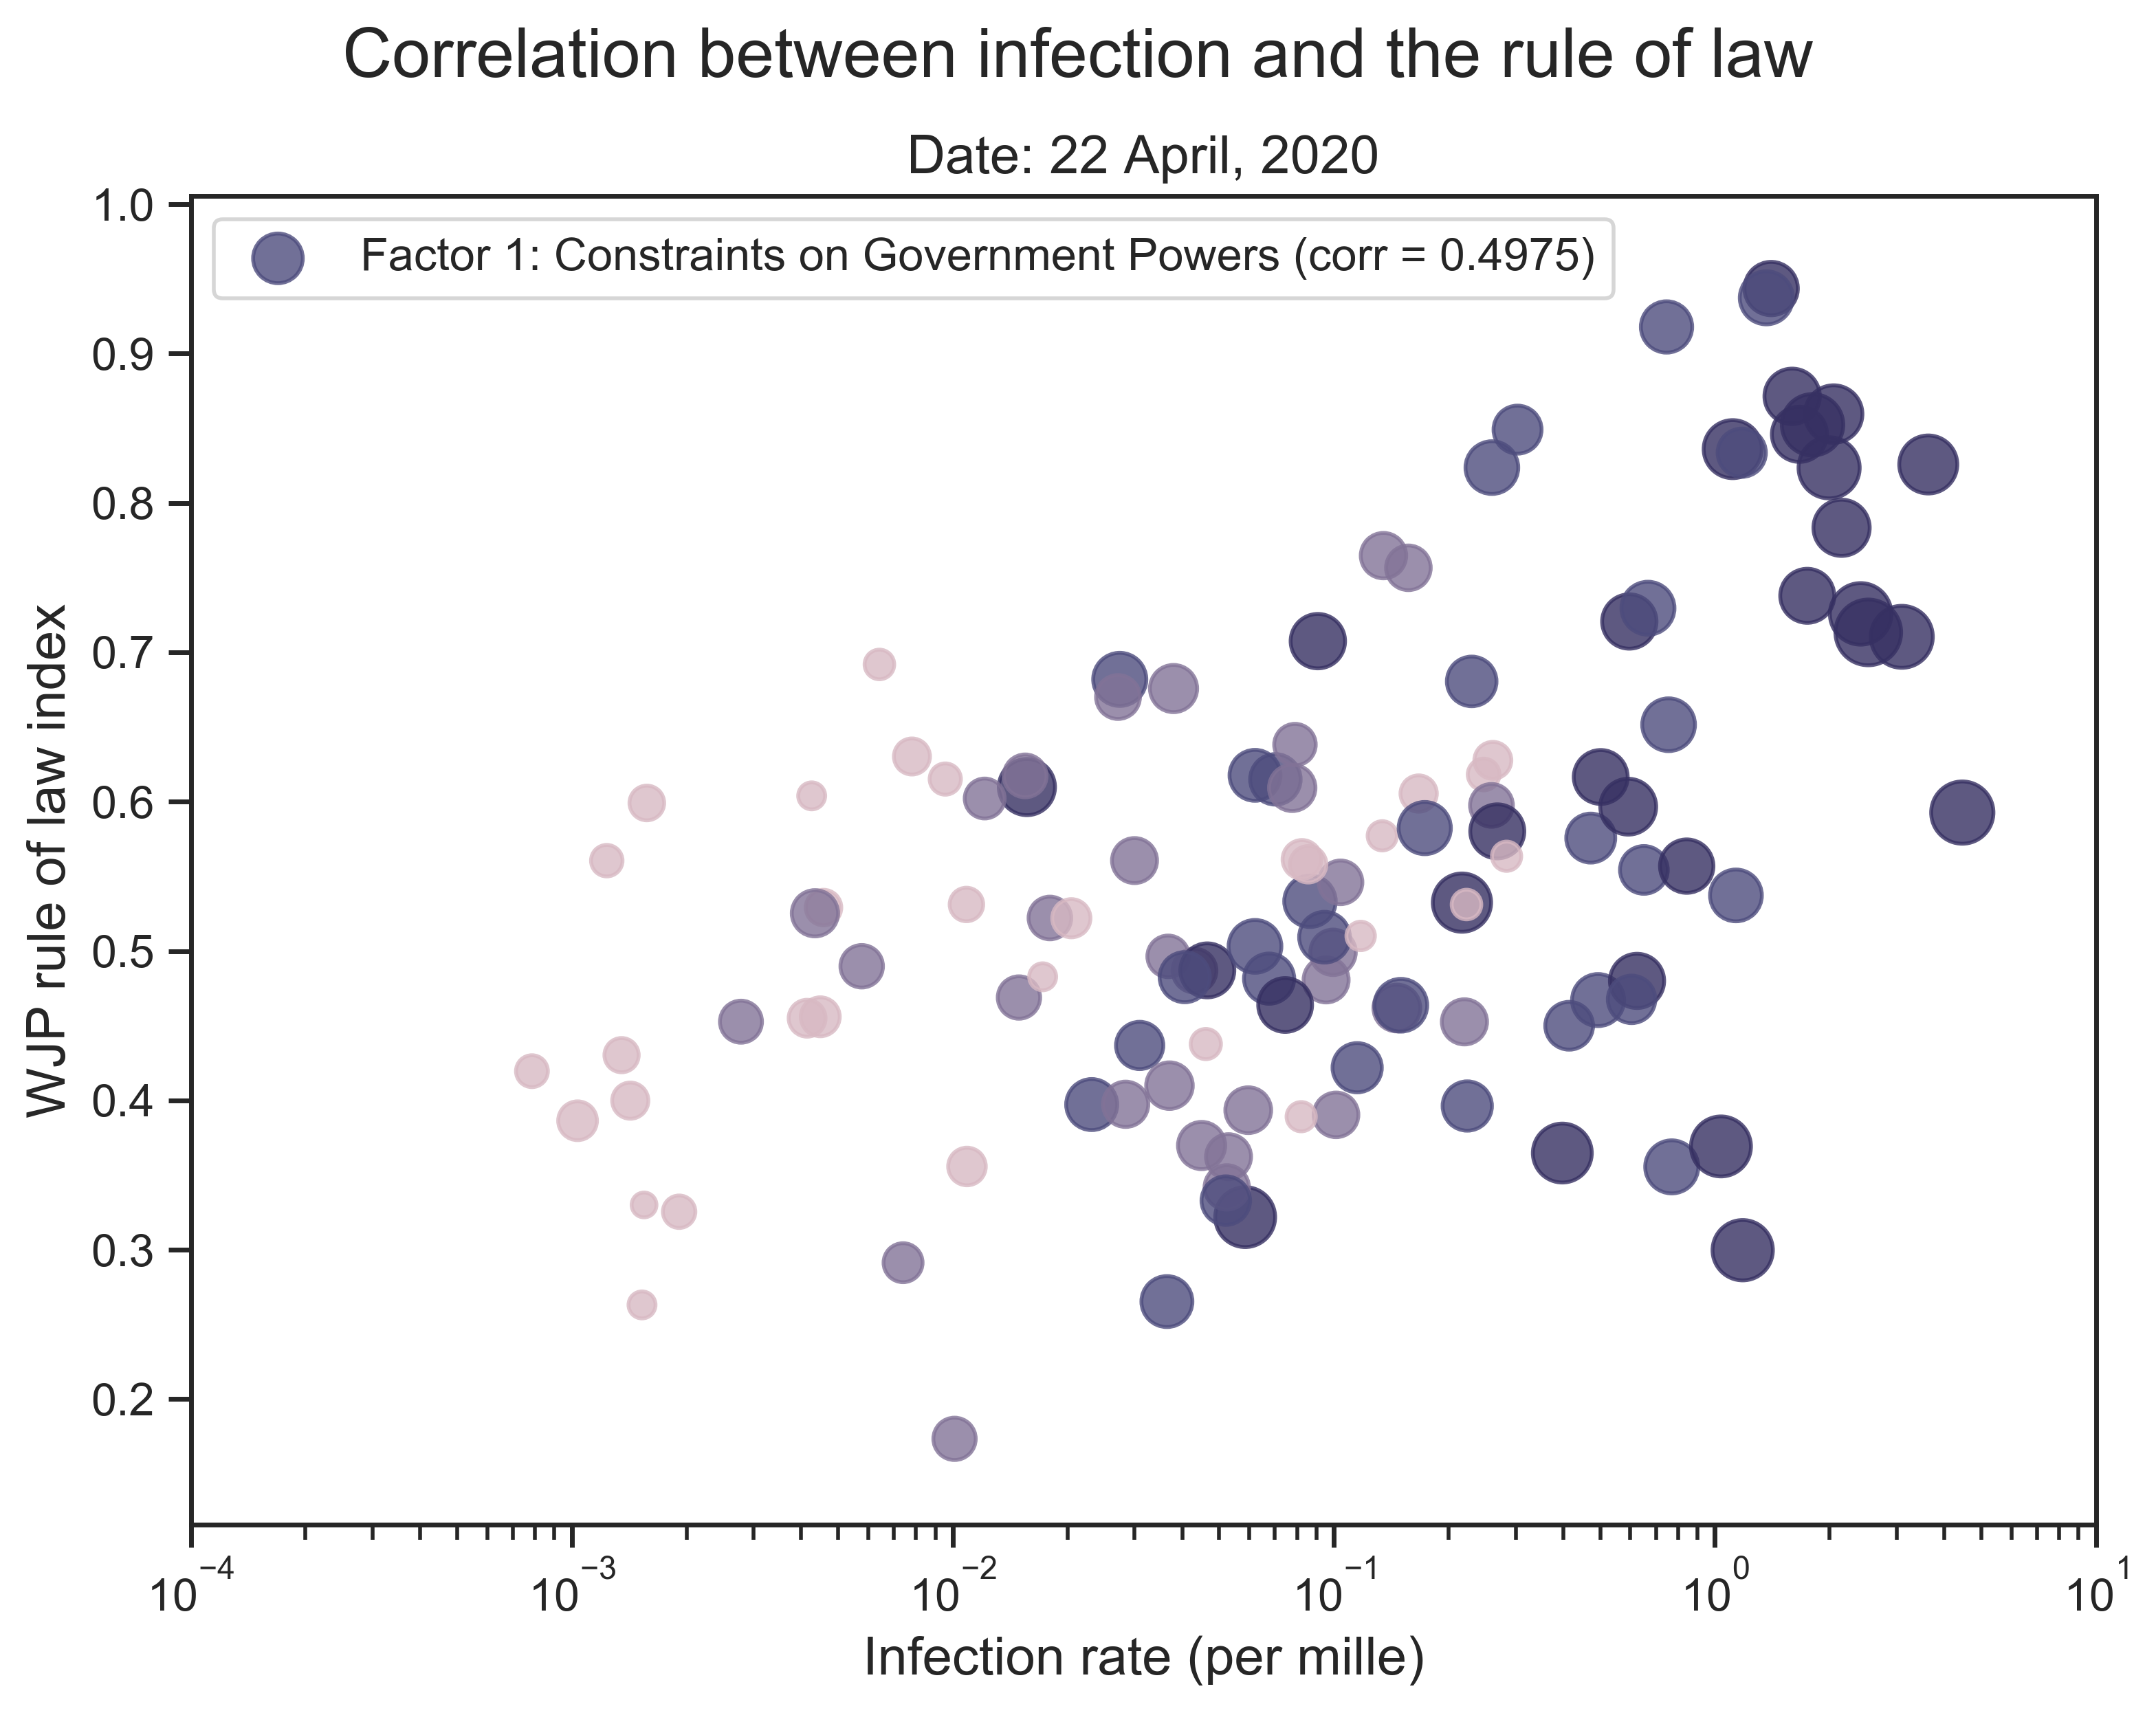 Correlation between infection and the rule of law
Date: 22 April, 2020
Factor 1: Constraints on Government Powers (corr = 0.4975)
WJP rule of law index
1.0
0.9
0.8
0.7
0.6
0.5
0.4
0.3
0.2
10⁻⁴ 10⁻³ 10⁻² 10⁻¹ 10⁰ 10¹
Infection rate (per mille)